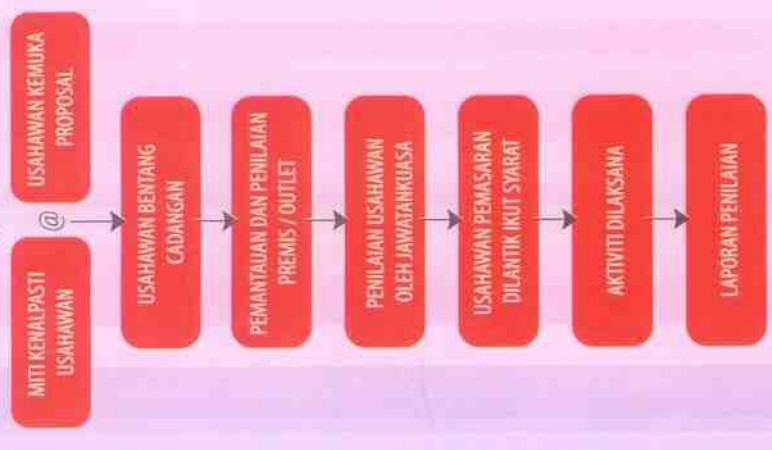 MITI KENALPASTI
USAHAWAN
@
USAHAWAN KEMUKA
PROPOSAL
USAHAWAN BENTANG
CADANGAN
PEMANTAUAN DAN PENILAIAN
PREMIS / OUTLET
PENILAIAN USAHAWAN
OLEH JAWATANKUASA
USAHAWAN PEMASARAN
DILANTIK IKUT SYARAT
AKTIVITI DILAKSANA
LAPORAN PENILAIAN